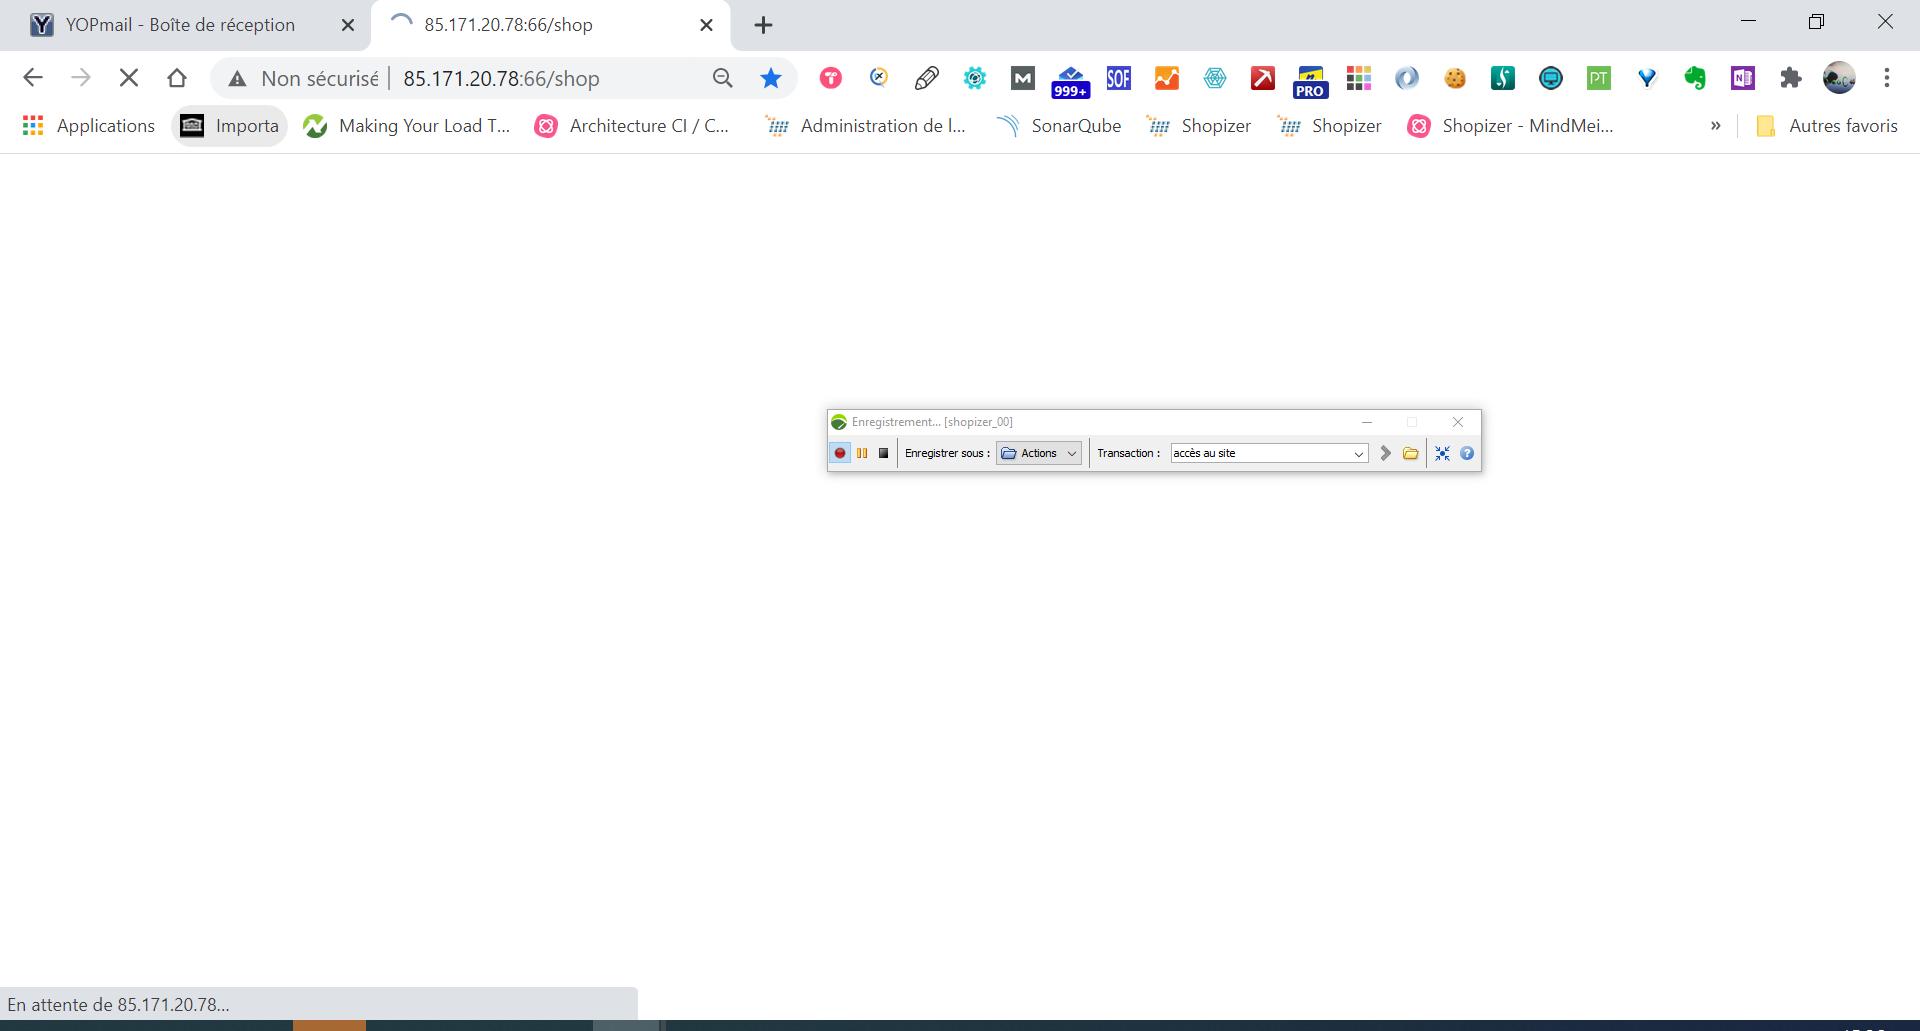 YOPmail - Boîte de réception
85.171.20.78:66/shop
Non sécurisé
85.171.20.78:66/shop
999+
SOF
PRO
PT
Applications
Importa
Making Your Load T...
Architecture CI / C...
Administration de l...
SonarQube
Shopizer
Shopizer
Shopizer - MindMei...
»
Autres favoris
Enregistrement... [shopizer_00]
Enregistrer sous :
Actions
Transaction :
accès au site
En attente de 85.171.20.78...